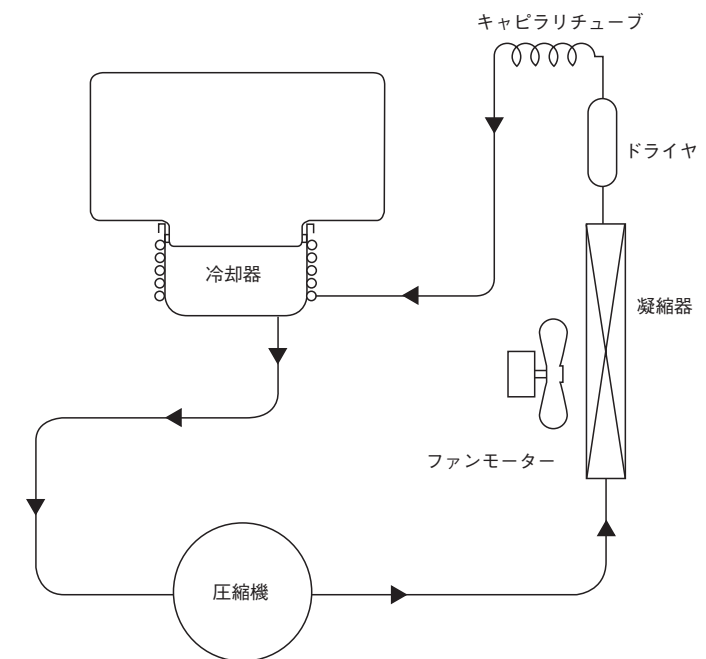 キャピラリチューブ
ドライヤ
冷却器
凝縮器
ファンモーター
圧縮機